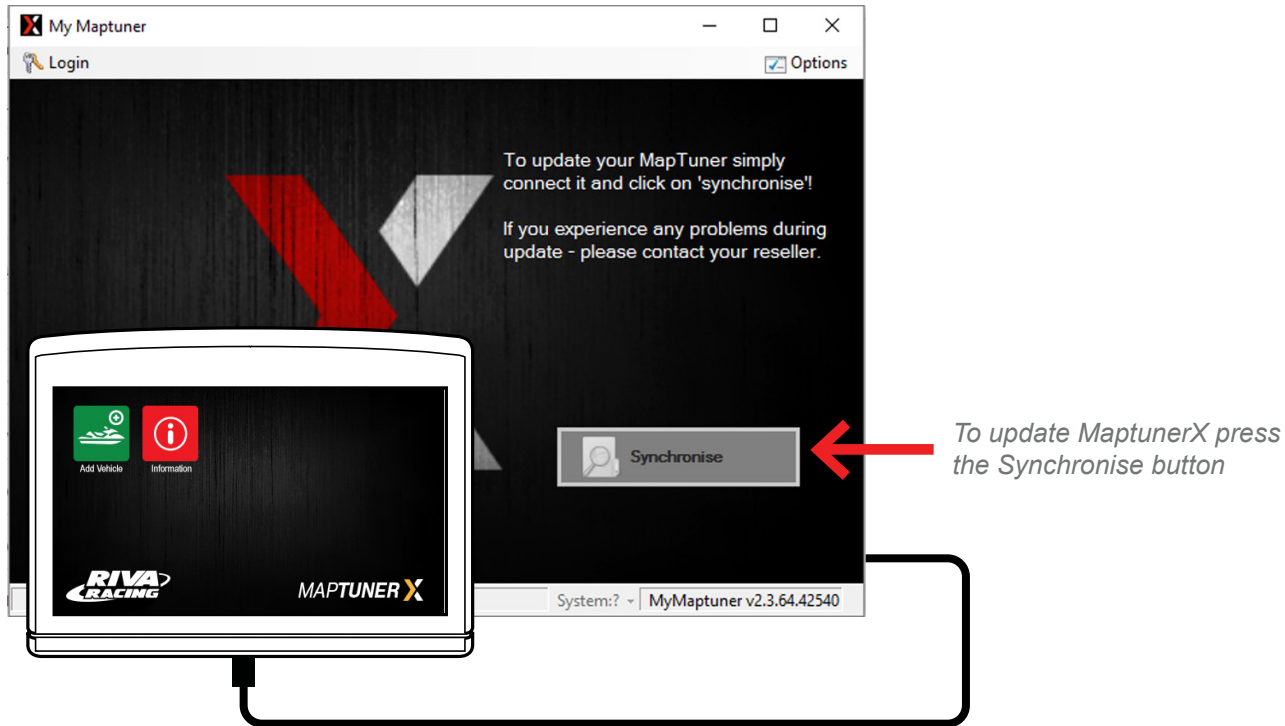 My Maptuner
Login
Options
To update your MapTuner simply
connect it and click on 'synchronise'!
If you experience any problems during
update - please contact your reseller.
Synchronise
To update MaptunerX press
the Synchronise button
Add Vehicle
Information
RIVA
RACING
MAPTUNER X
System:?
MyMaptuner v2.3.64.42540